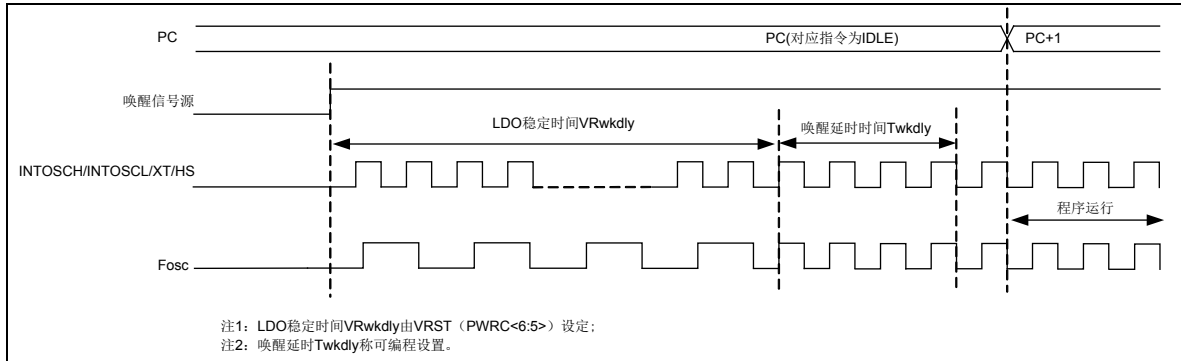 PC
PC(对应指令为IDLE)
PC+1
唤醒信号源
LDO稳定时间VRwkdly
唤醒延时时间Twkdly
INTOSCH/INTOSCL/XT/HS
程序运行
Fosc
注1：LDO稳定时间VRwkdly由VRST（PWRC<6:5>）设定;
注2：唤醒延时Twkdly称可编程设置。